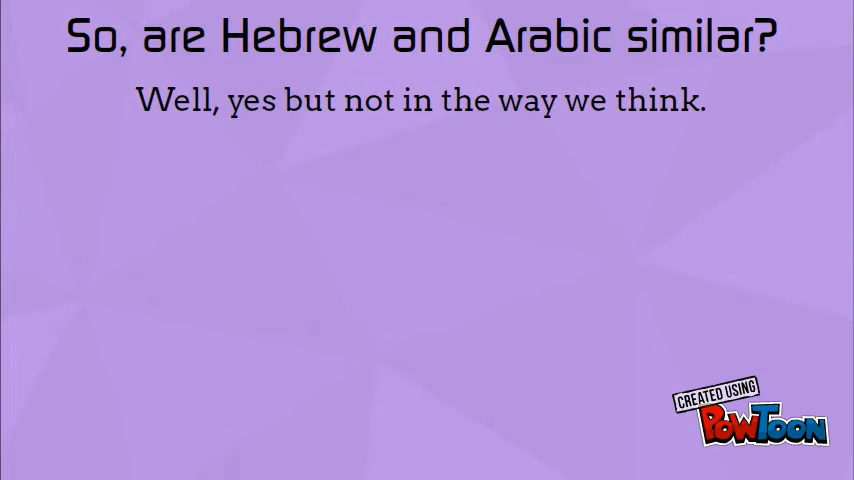 So, are Hebrew and Arabic similar?
Well, yes but not in the way we think.
CREATED USING
POWTOON